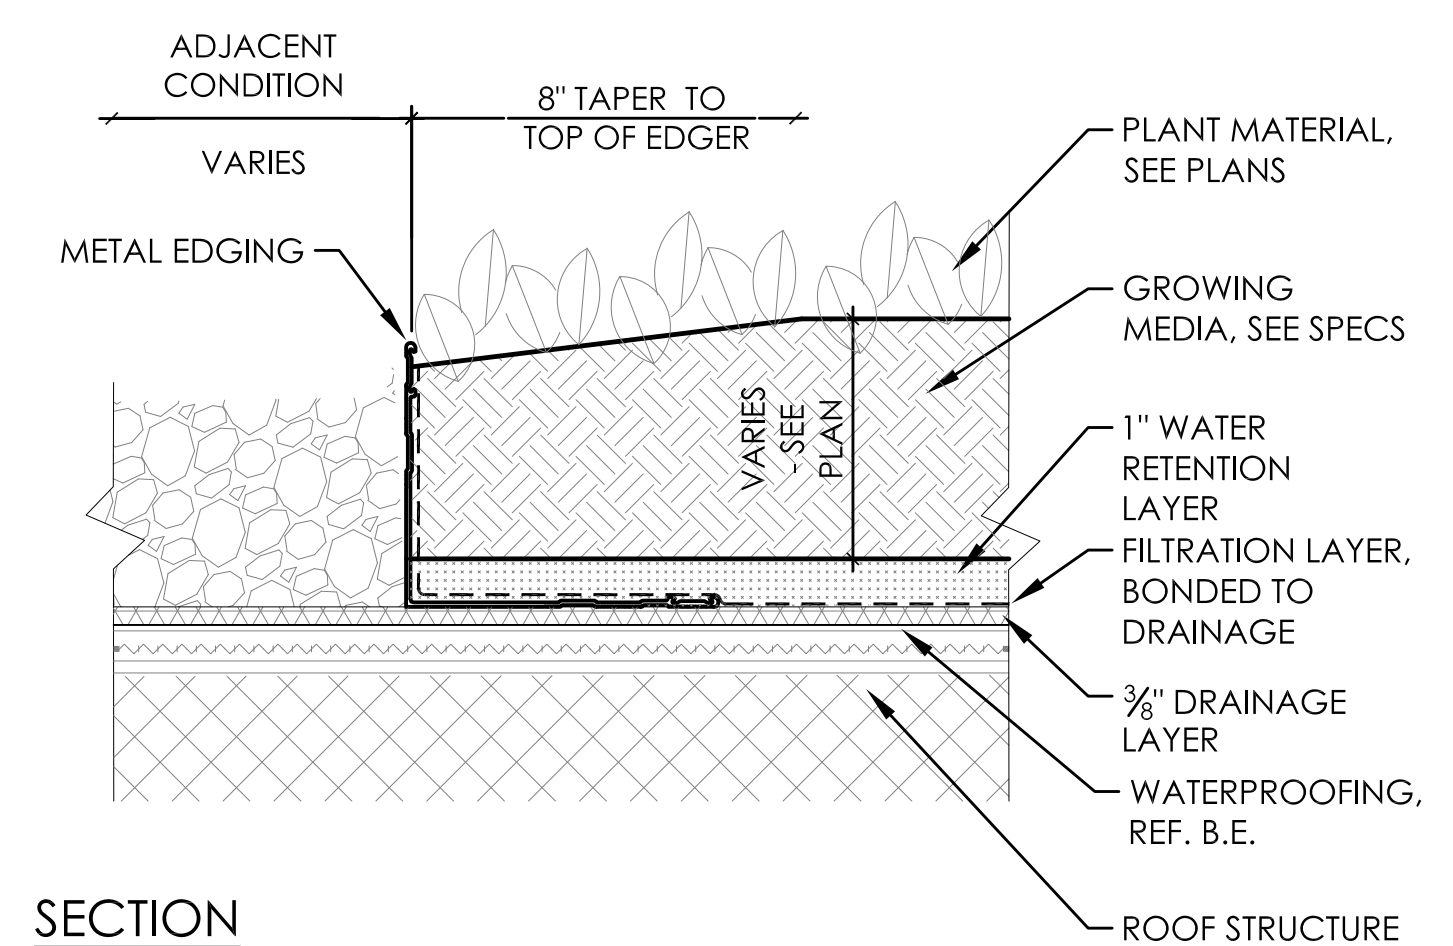 ADJACENT
CONDITION
VARIES
8" TAPER TO
TOP OF EDGER
METAL EDGING
PLANT MATERIAL,
SEE PLANS
GROWING
MEDIA, SEE SPECS
VARIES
- SEE
PLAN
1" WATER
RETENTION
LAYER
FILTRATION LAYER,
BONDED TO
DRAINAGE
3/8" DRAINAGE
LAYER
WATERPROOFING,
REF. B.E.
ROOF STRUCTURE
SECTION